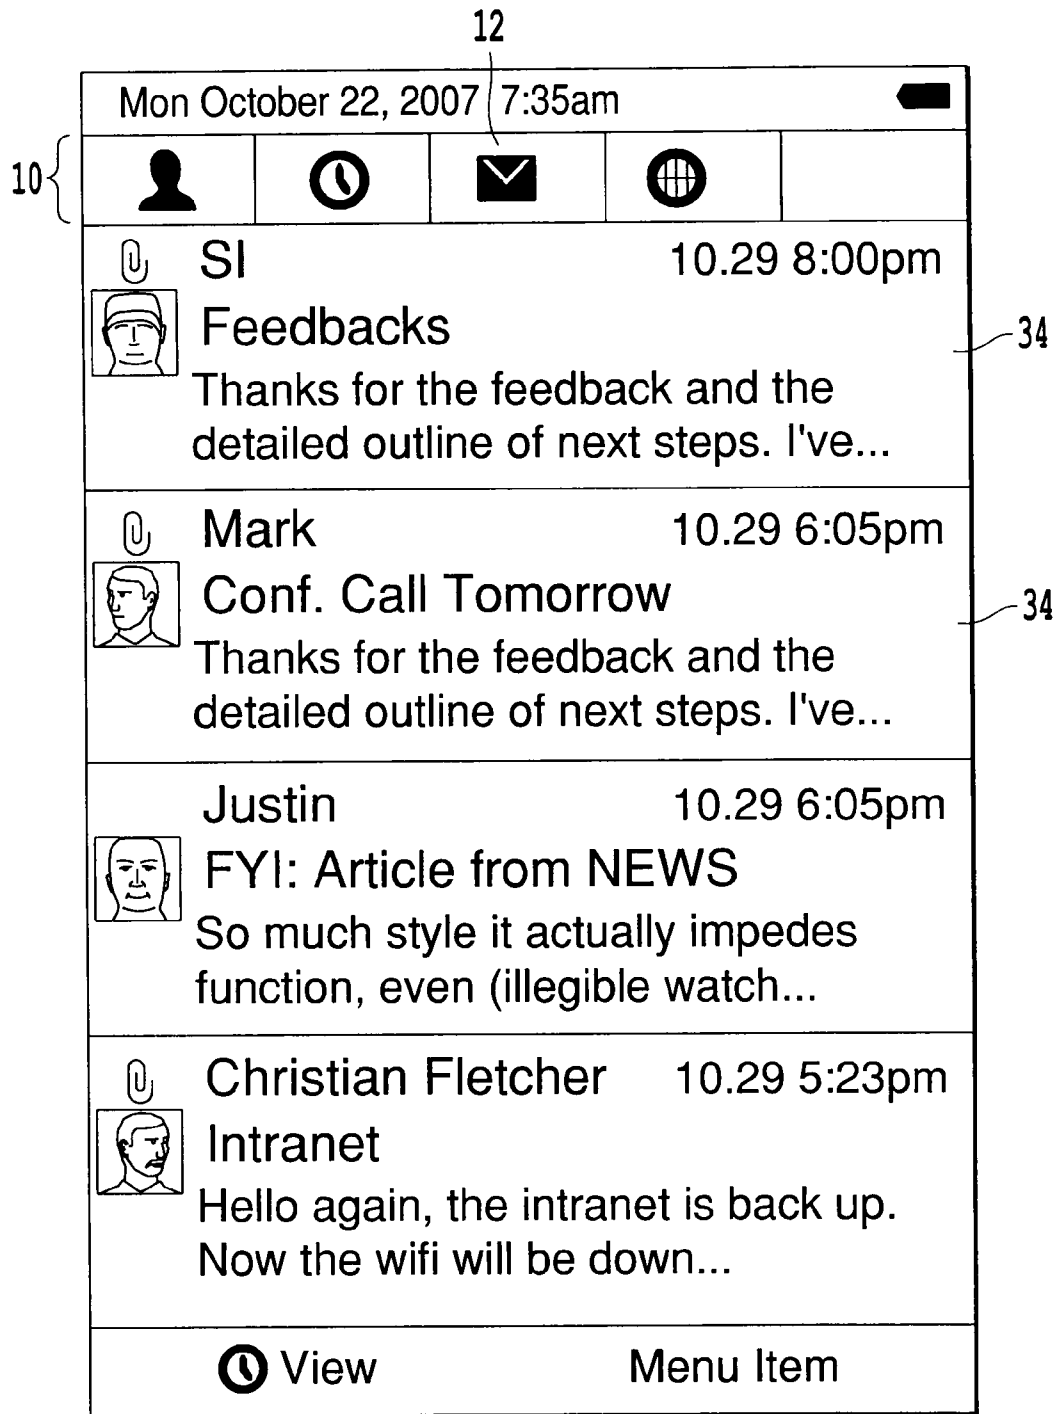 12
Mon October 22, 2007 7:35am
10
SI 10.29 8:00pm
Feedbacks
34
Thanks for the feedback and the
detailed outline of next steps. I've...
Mark 10.29 6:05pm
Conf. Call Tomorrow
34
Thanks for the feedback and the
detailed outline of next steps. I've...
Justin 10.29 6:05pm
FYI: Article from NEWS
So much style it actually impedes
function, even (illegible watch...
Christian Fletcher 10.29 5:23pm
Intranet
Hello again, the intranet is back up.
Now the wifi will be down...
View Menu Item